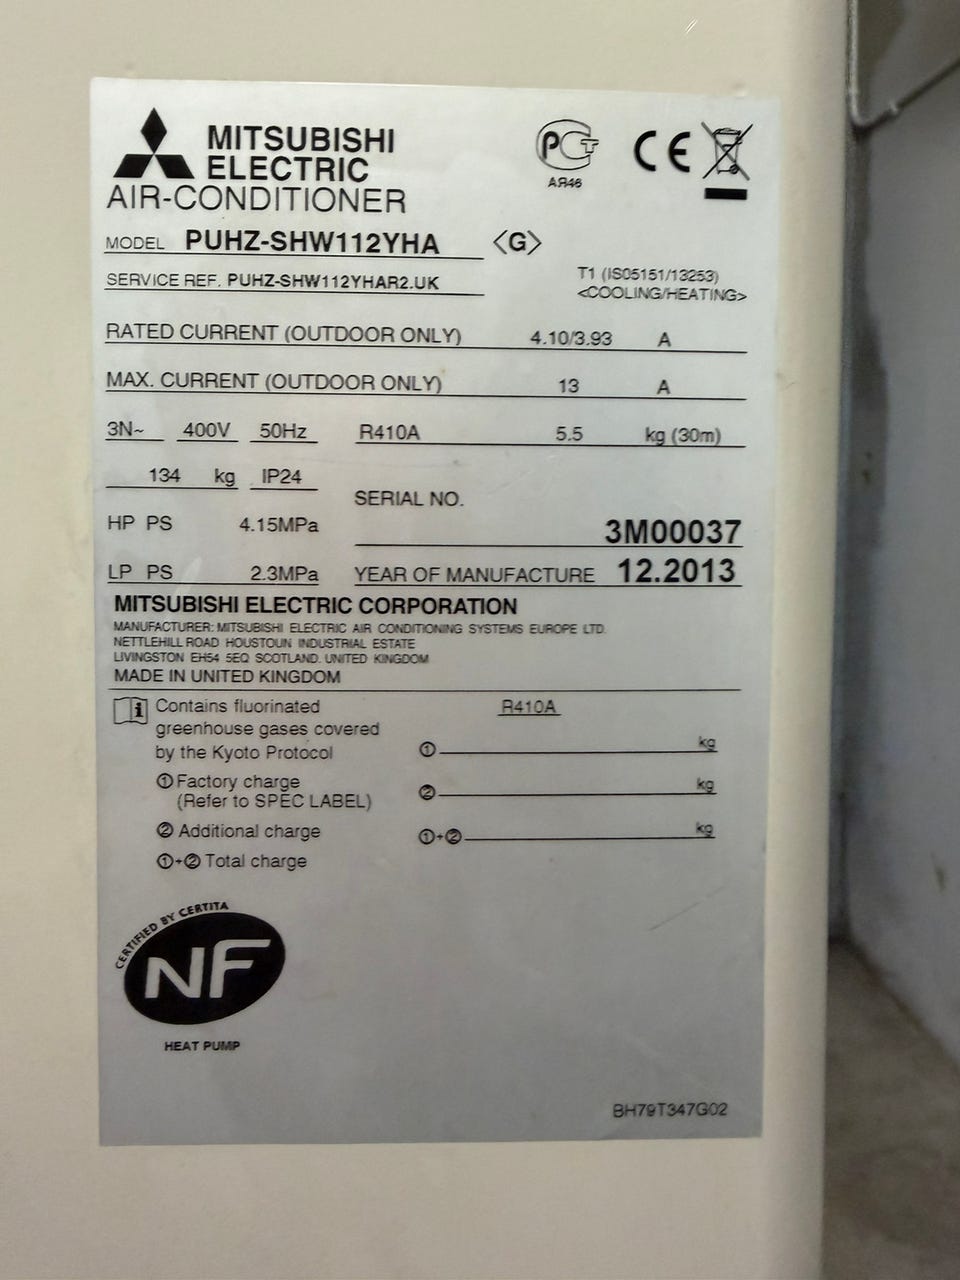 MITSUBISHI
ELECTRIC
AIR-CONDITIONER
РСТ
АЯ46
CE
MODEL PUHZ-SHW112YHA <G>
SERVICE REF. PUHZ-SHW112YHAR2.UK
T1 (ISO5151/13253)
<COOLING/HEATING>
RATED CURRENT (OUTDOOR ONLY) 4.10/3.93 A
MAX. CURRENT (OUTDOOR ONLY) 13 A
3N~ 400V 50Hz R410A 5.5 kg (30m)
134 kg IP24
SERIAL NO.
HP PS 4.15MPa 3M00037
LP PS 2.3MPa YEAR OF MANUFACTURE 12.2013
MITSUBISHI ELECTRIC CORPORATION
MANUFACTURER: MITSUBISHI ELECTRIC AIR CONDITIONING SYSTEMS EUROPE LTD.
NETTLEHILL ROAD HOUSTOUN INDUSTRIAL ESTATE
LIVINGSTON EH54 5EQ SCOTLAND. UNITED KINGDOM
MADE IN UNITED KINGDOM
Contains fluorinated R410A
greenhouse gases covered
by the Kyoto Protocol ① kg
① Factory charge
(Refer to SPEC LABEL) ② kg
② Additional charge ①+② kg
①+② Total charge
CERTIFIED BY CERTITA
NF
HEAT PUMP
BH79T347G02